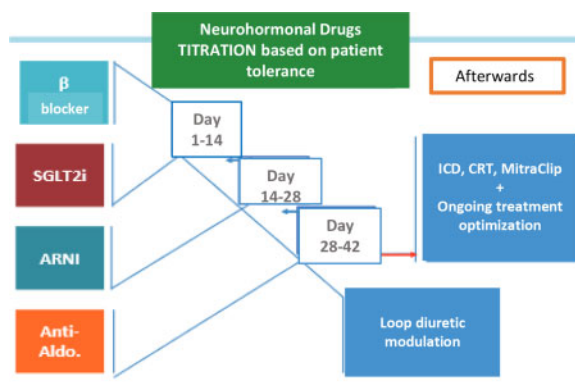 Neurohormonal Drugs
TITRATION based on patient
tolerance
Afterwards
β
blocker
SGLT2i
ARNI
Anti-
Aldo.
Day
1-14
Day
14-28
Day
28-42
ICD, CRT, MitraClip
+
Ongoing treatment
optimization
Loop diuretic
modulation